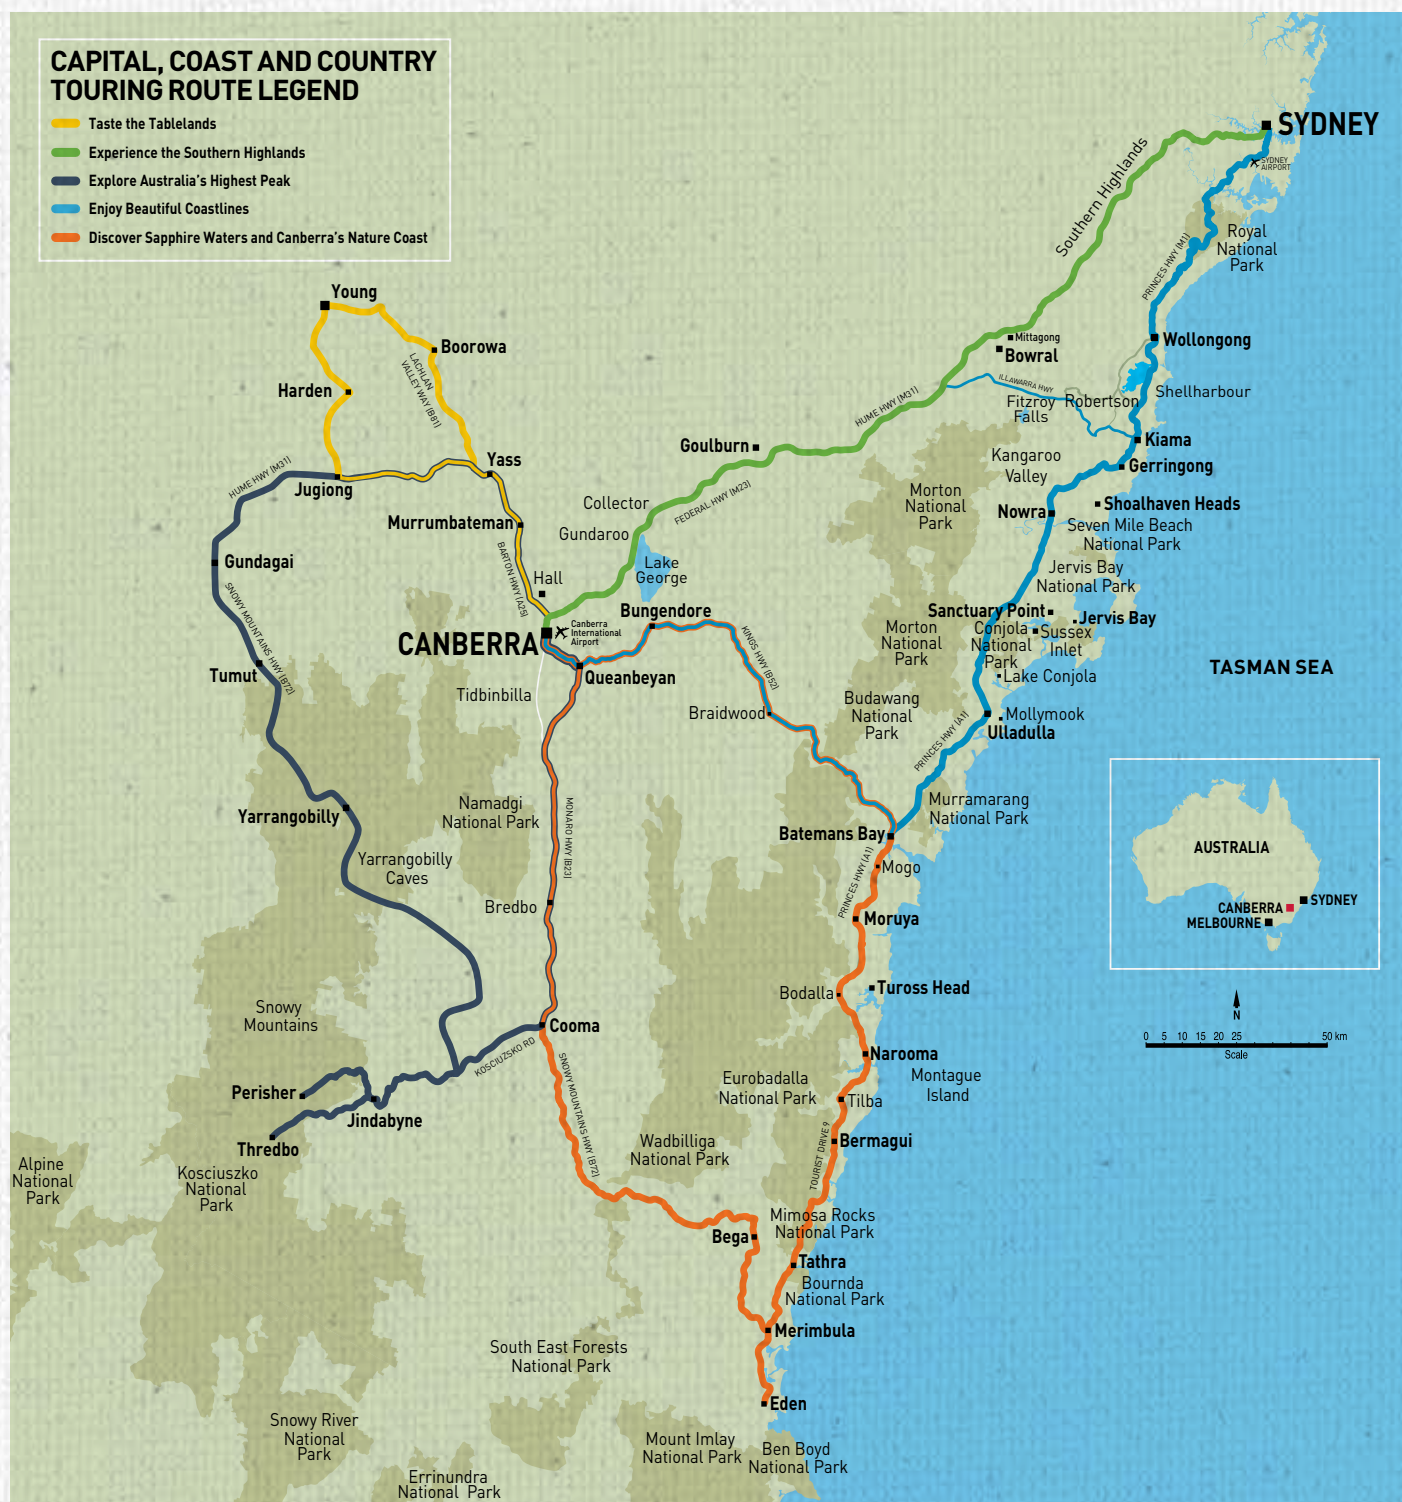 CAPITAL, COAST AND COUNTRY
TOURING ROUTE LEGEND
Taste the Tablelands
Experience the Southern Highlands
Explore Australia's Highest Peak
Enjoy Beautiful Coastlines
Discover Sapphire Waters and Canberra's Nature Coast
SYDNEY
SYDNEY
AIRPORT
Southern Highlands
Royal
National
Park
PRINCES HWY (M1)
Young
Boorowa
LACHLAN
VALLEY WAY (B81)
Harden
Mittagong
Bowral
Wollongong
ILLAWARRA HWY
Shellharbour
Fitzroy
Falls
Robertson
HUME HWY (M31)
Goulburn
Kiama
Yass
Kangaroo
Valley
Gerringong
HUME HWY (M31)
Jugiong
Morton
National
Park
Collector
FEDERAL HWY (M23)
Shoalhaven Heads
Nowra
Murrumbateman
Seven Mile Beach
National Park
Gundaroo
BARTON HWY (A25)
Gundagai
Lake
George
Jervis Bay
National Park
Hall
SNOWY MOUNTAINS HWY (B72)
Bungendore
Sanctuary Point
Jervis Bay
Canberra
International
Airport
CANBERRA
Morton
National
Park
Conjola
National
Park
Sussex
Inlet
KINGS HWY (B52)
TASMAN SEA
Tumut
Queanbeyan
Lake Conjola
Tidbinbilla
Braidwood
Budawang
National
Park
Mollymook
Ulladulla
PRINCES HWY (A1)
Yarrangobilly
Namadgi
National Park
MONARO HWY (B23)
Murramarang
National Park
Batemans Bay
AUSTRALIA
Yarrangobilly
Caves
PRINCES HWY (A1)
Mogo
SYDNEY
CANBERRA
MELBOURNE
Bredbo
Moruya
Bodalla
Tuross Head
Snowy
Mountains
N
Cooma
0 5 10 15 20 25 50 km
Scale
KOSCIUZSKO RD
SNOWY MOUNTAINS HWY (B72)
Narooma
Perisher
Eurobadalla
National Park
Montague
Island
Tilba
Jindabyne
Thredbo
TOURIST DRIVE 9
Bermagui
Wadbilliga
National Park
Alpine
National
Park
Kosciuszko
National
Park
Mimosa Rocks
National Park
Bega
Tathra
Bournda
National Park
Merimbula
South East Forests
National Park
Eden
Snowy River
National
Park
Mount Imlay
National Park
Ben Boyd
National Park
Errinundra
National Park